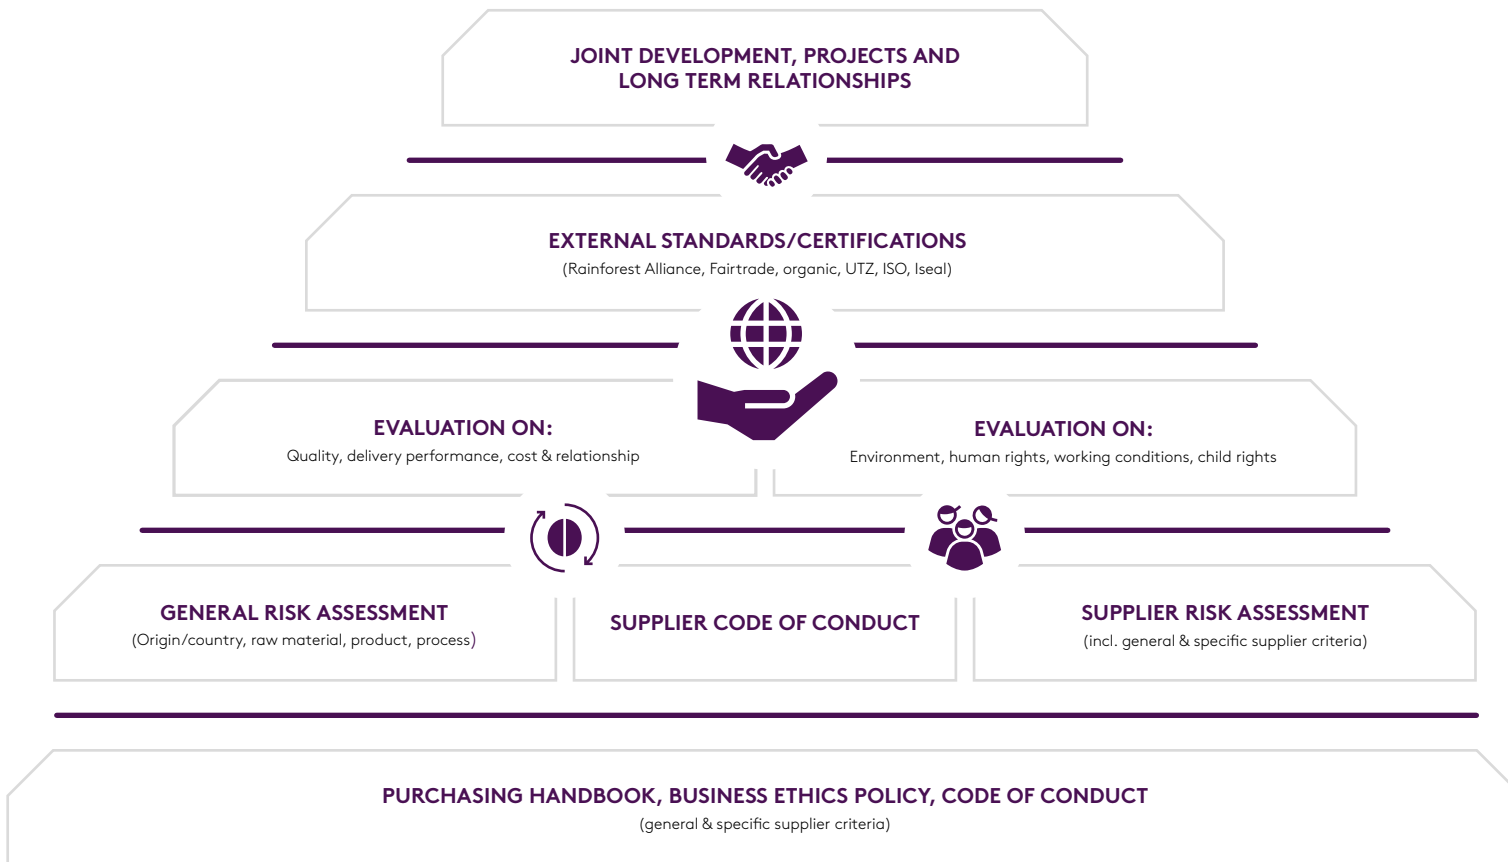 JOINT DEVELOPMENT, PROJECTS AND
LONG TERM RELATIONSHIPS
EXTERNAL STANDARDS/CERTIFICATIONS
(Rainforest Alliance, Fairtrade, organic, UTZ, ISO, Iseal)
EVALUATION ON:
Quality, delivery performance, cost & relationship
EVALUATION ON:
Environment, human rights, working conditions, child rights
GENERAL RISK ASSESSMENT
(Origin/country, raw material, product, process)
SUPPLIER CODE OF CONDUCT
SUPPLIER RISK ASSESSMENT
(incl. general & specific supplier criteria)
PURCHASING HANDBOOK, BUSINESS ETHICS POLICY, CODE OF CONDUCT
(general & specific supplier criteria)